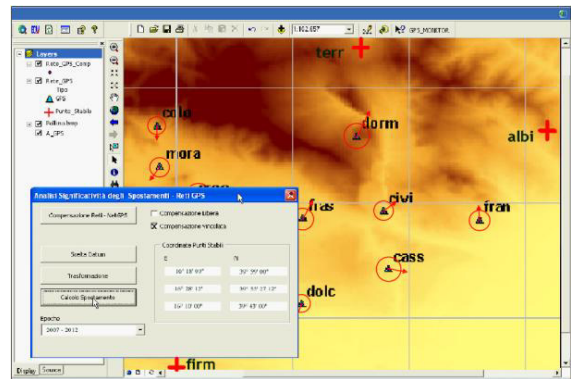 1:102.857
GPS_MONITOR
Layers
Rete_GPS_Comp
Rete_GPS
Tipo
GPS
Punto_Stabile
A_GPS
terr
colo
dorm
albi
mora
fras
rivi
fran
cass
dolc
firm
Analisi Significatività degli Spostamenti - Reti GPS
Compensazione Reti - NetGPS
Compensazione Libera
Compensazione Vincolata
Coordinate Punti Stabili
E
N
Scelta Datum
Trasformazione
Calcolo Spostamento
Epoche
2007 - 2012
Display
Source